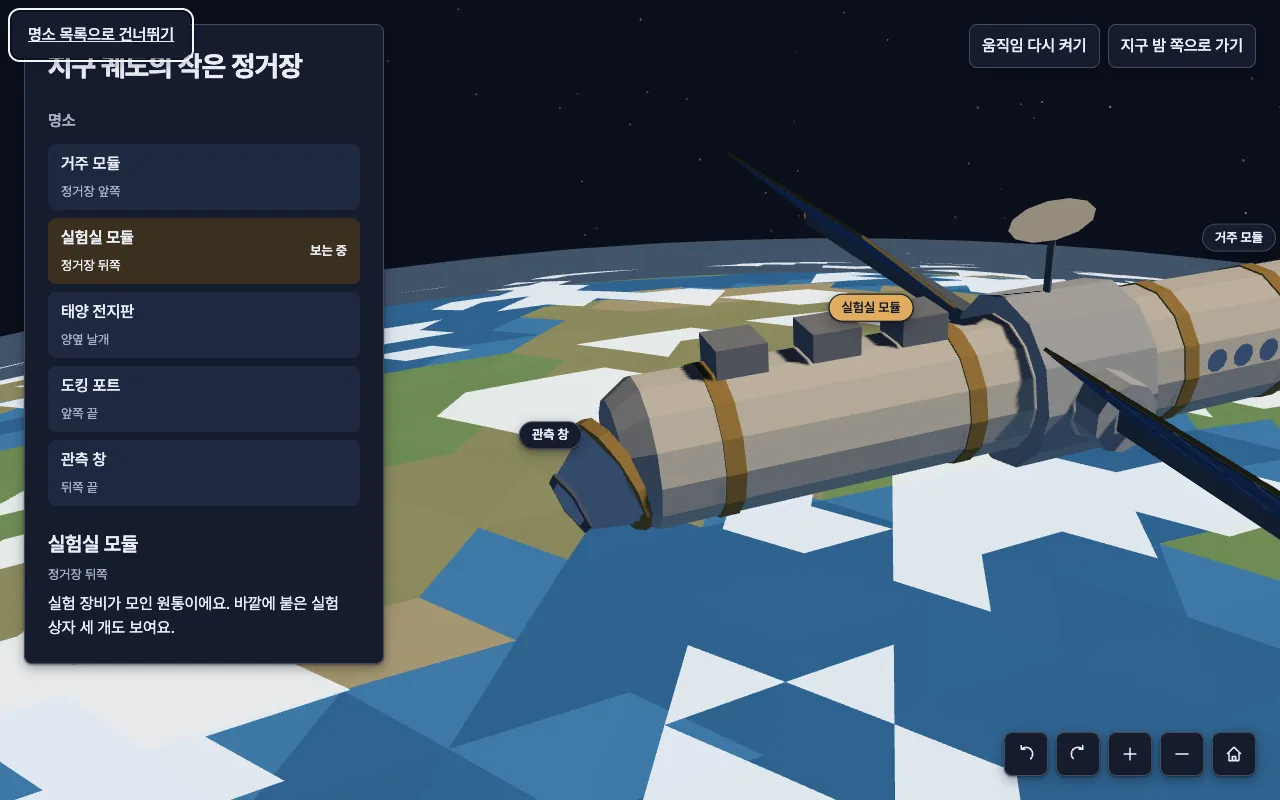 명소 목록으로 건너뛰기
지구 궤도의 작은 정거장
명소
거주 모듈
정거장 앞쪽
실험실 모듈
정거장 뒤쪽
보는 중
태양 전지판
양옆 날개
도킹 포트
앞쪽 끝
관측 창
뒤쪽 끝
실험실 모듈
정거장 뒤쪽
실험 장비가 모인 원통이에요. 바깥에 붙은 실험
상자 세 개도 보여요.
움직임 다시 켜기
지구 밤 쪽으로 가기
거주 모듈
실험실 모듈
관측 창